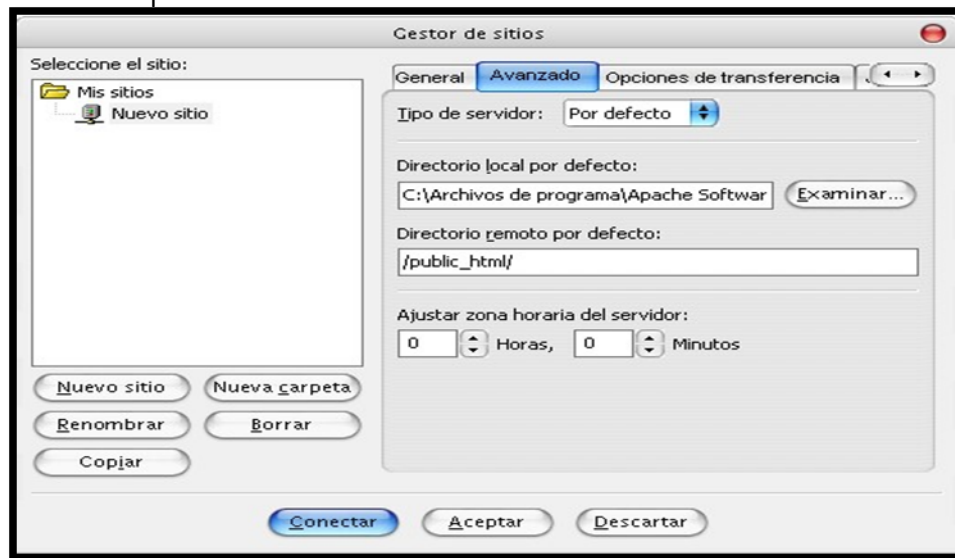 Gestor de sitios
Seleccione el sitio:
Mis sitios
Nuevo sitio
Nuevo sitio
Nueva carpeta
Renombrar
Borrar
Copiar
General
Avanzado
Opciones de transferencia
Tipo de servidor:
Por defecto
Directorio local por defecto:
C:\Archivos de programa\Apache Softwar
Examinar...
Directorio remoto por defecto:
/public_html/
Ajustar zona horaria del servidor:
0 Horas, 0 Minutos
Conectar
Aceptar
Descartar